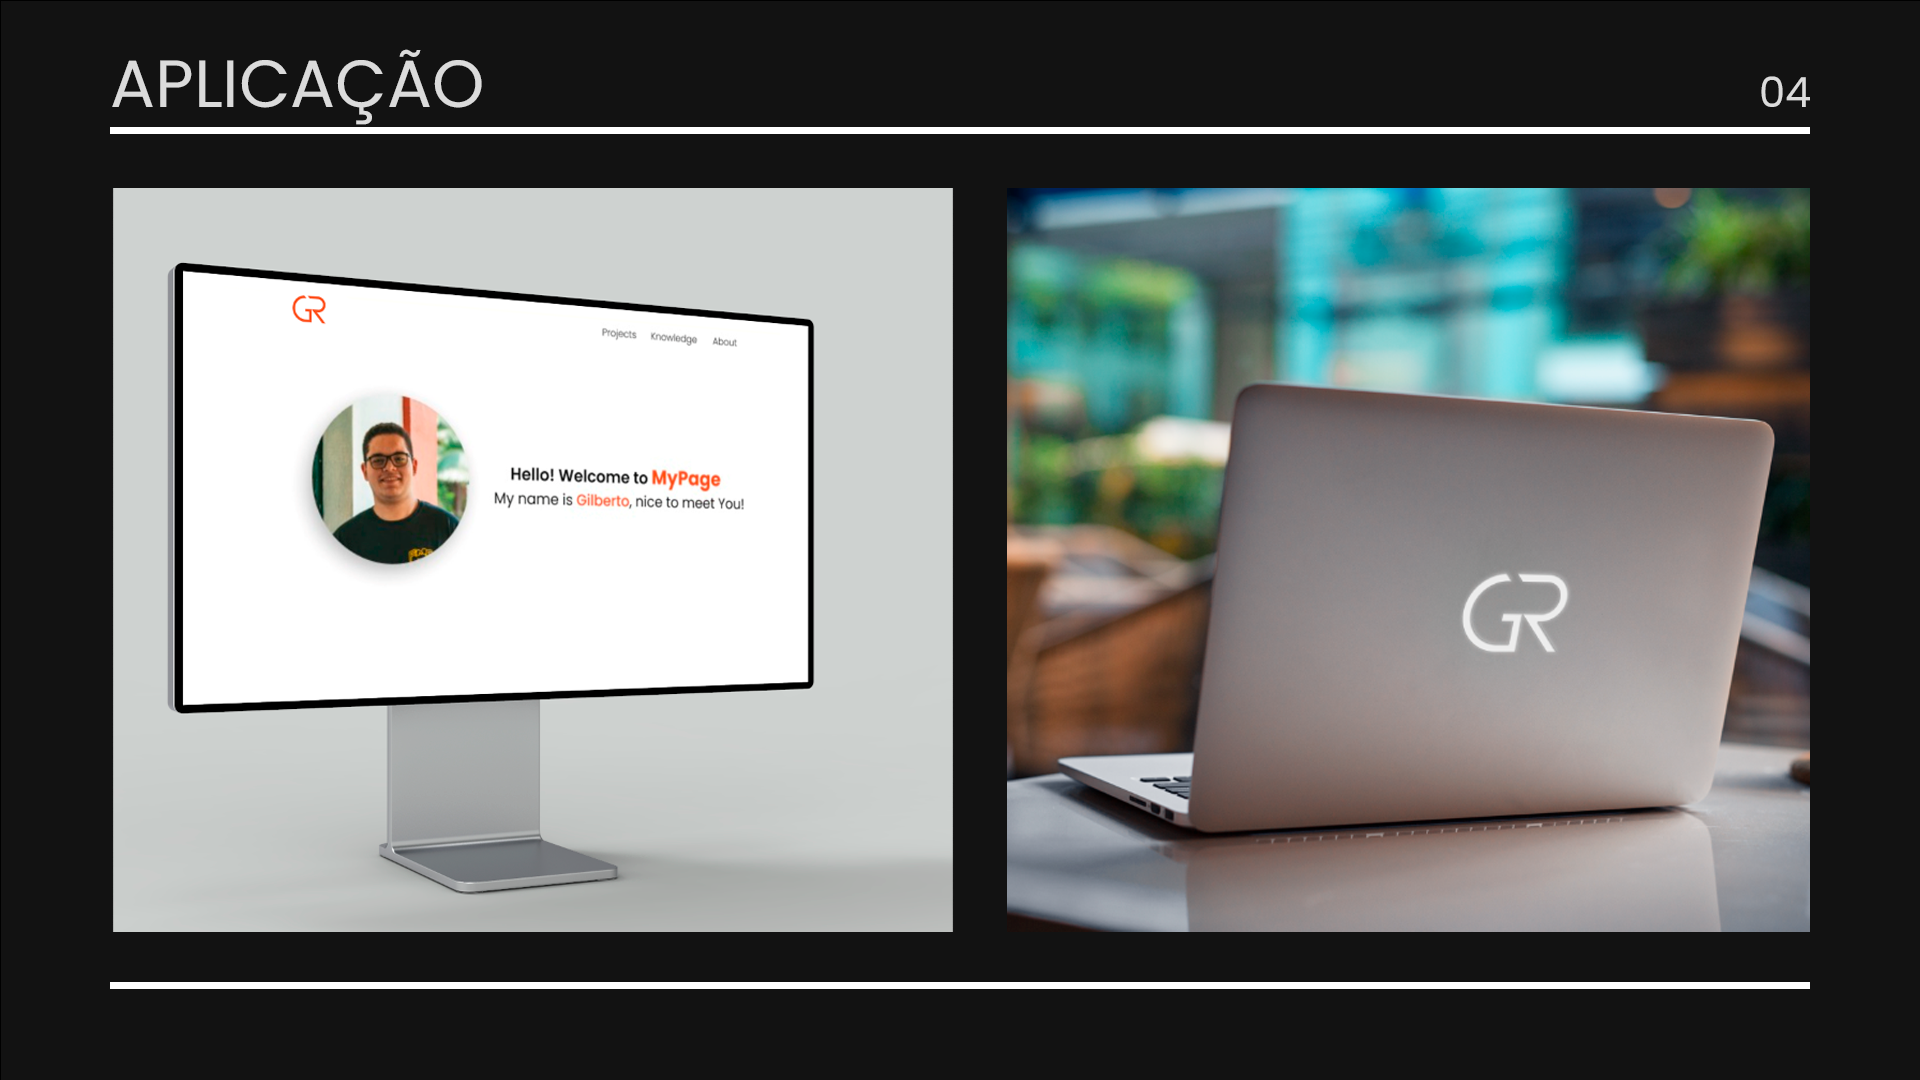 APLICAÇÃO
04
GR
Projects Knowledge About
Hello! Welcome to MyPage
My name is Gilberto, nice to meet You!
GR